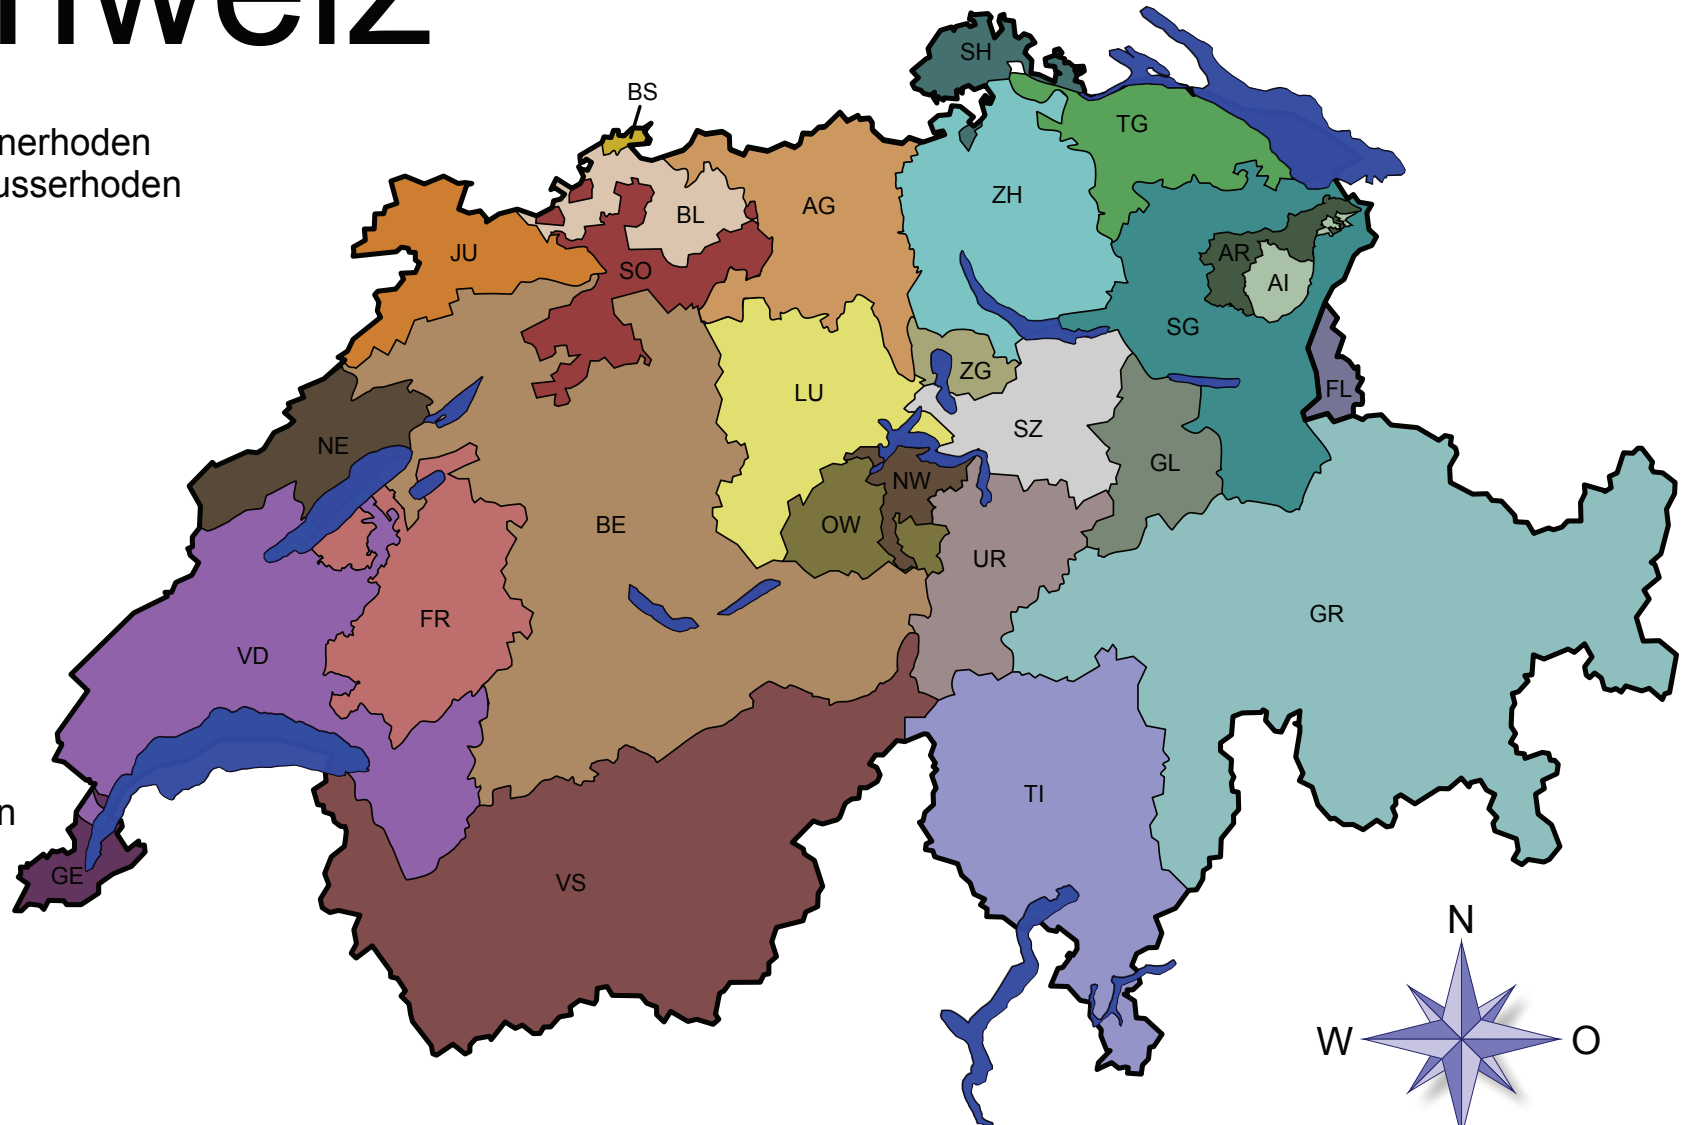 hweiz
BS
nerhoden
usserhoden
SH
TG
ZH
AG
BL
JU
SO
AR
AI
SG
ZG
LU
FL
SZ
NE
GL
NW
BE
OW
UR
FR
GR
VD
TI
n
GE
VS
N
W
O